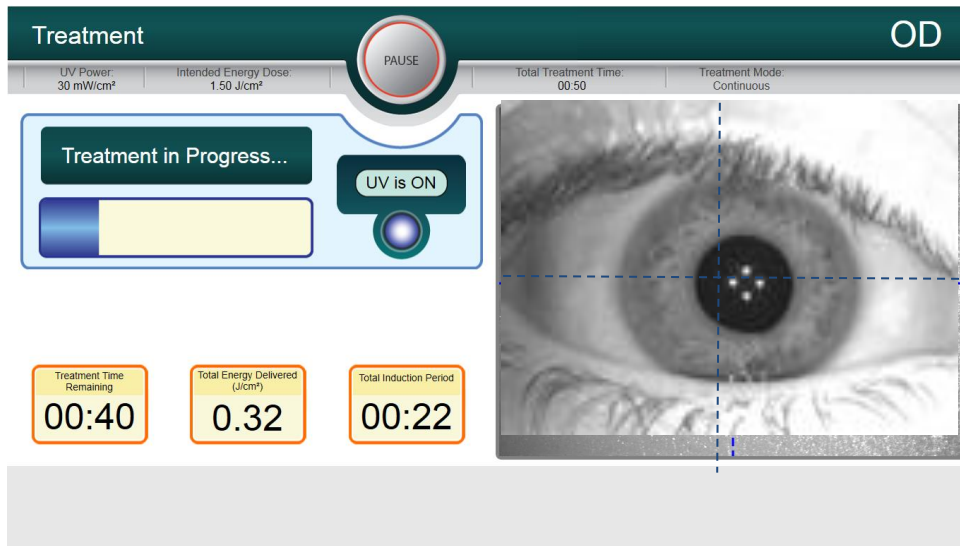 Treatment
OD
PAUSE
UV Power:
30 mW/cm²
Intended Energy Dose:
1.50 J/cm²
Total Treatment Time:
00:50
Treatment Mode:
Continuous
Treatment in Progress...
UV is ON
Treatment Time
Remaining
00:40
Total Energy Delivered
(J/cm²)
0.32
Total Induction Period
00:22